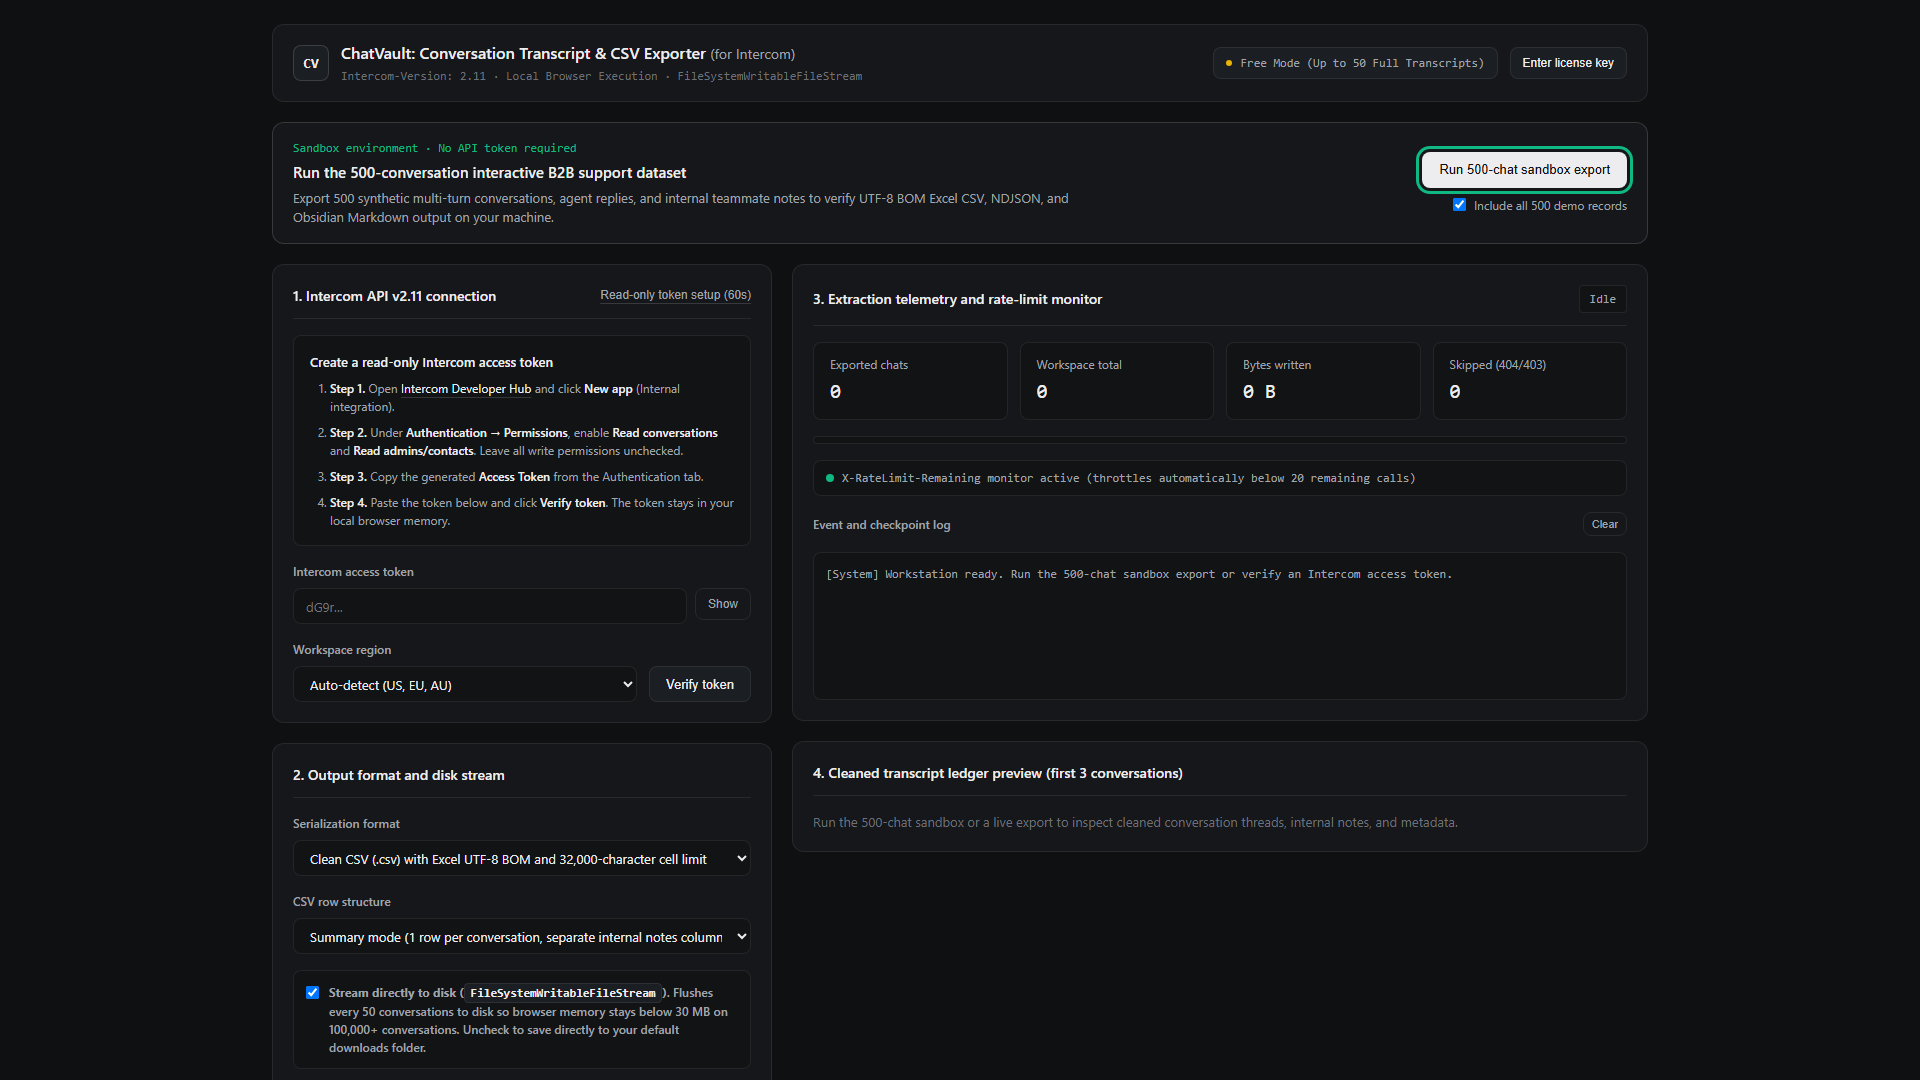 CV
ChatVault: Conversation Transcript & CSV Exporter (for Intercom)
Intercom-Version: 2.11 · Local Browser Execution · FileSystemWritableFileStream
Free Mode (Up to 50 Full Transcripts)
Enter license key
Sandbox environment · No API token required
Run the 500-conversation interactive B2B support dataset
Export 500 synthetic multi-turn conversations, agent replies, and internal teammate notes to verify UTF-8 BOM Excel CSV, NDJSON, and
Obsidian Markdown output on your machine.
Run 500-chat sandbox export
Include all 500 demo records
1. Intercom API v2.11 connection
Read-only token setup (60s)
Create a read-only Intercom access token
1. Step 1. Open Intercom Developer Hub and click New app (Internal
integration).
2. Step 2. Under Authentication → Permissions, enable Read conversations
and Read admins/contacts. Leave all write permissions unchecked.
3. Step 3. Copy the generated Access Token from the Authentication tab.
4. Step 4. Paste the token below and click Verify token. The token stays in your
local browser memory.
Intercom access token
dG9r...
Show
Workspace region
Auto-detect (US, EU, AU)
Verify token
2. Output format and disk stream
Serialization format
Clean CSV (.csv) with Excel UTF-8 BOM and 32,000-character cell limit
CSV row structure
Summary mode (1 row per conversation, separate internal notes column
Stream directly to disk (FileSystemWritableFileStream). Flushes
every 50 conversations to disk so browser memory stays below 30 MB on
100,000+ conversations. Uncheck to save directly to your default
downloads folder.
3. Extraction telemetry and rate-limit monitor
Idle
Exported chats
0
Workspace total
0
Bytes written
0 B
Skipped (404/403)
0
X-RateLimit-Remaining monitor active (throttles automatically below 20 remaining calls)
Event and checkpoint log
Clear
[System] Workstation ready. Run the 500-chat sandbox export or verify an Intercom access token.
4. Cleaned transcript ledger preview (first 3 conversations)
Run the 500-chat sandbox or a live export to inspect cleaned conversation threads, internal notes, and metadata.